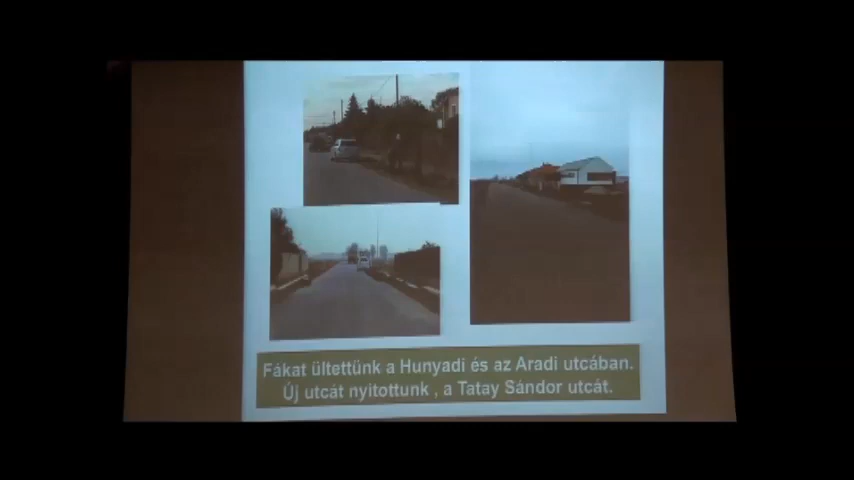 Fákat ültettünk a Hunyadi és az Aradi utcában.
Új utcát nyitottunk , a Tatay Sándor utcát.